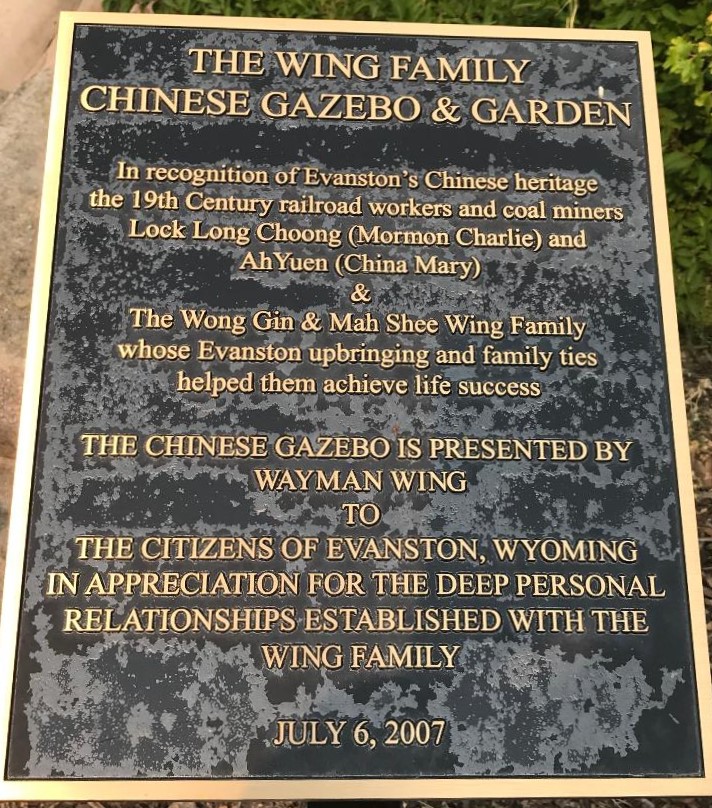 THE WING FAMILY
CHINESE GAZEBO & GARDEN
In recognition of Evanston's Chinese heritage
the 19th Century railroad workers and coal miners
Lock Long Choong (Mormon Charlie) and
AhYuen (China Mary)
&
The Wong Gin & Mah Shee Wing Family
whose Evanston upbringing and family ties
helped them achieve life success
THE CHINESE GAZEBO IS PRESENTED BY
WAYMAN WING
TO
THE CITIZENS OF EVANSTON, WYOMING
IN APPRECIATION FOR THE DEEP PERSONAL
RELATIONSHIPS ESTABLISHED WITH THE
WING FAMILY
JULY 6, 2007